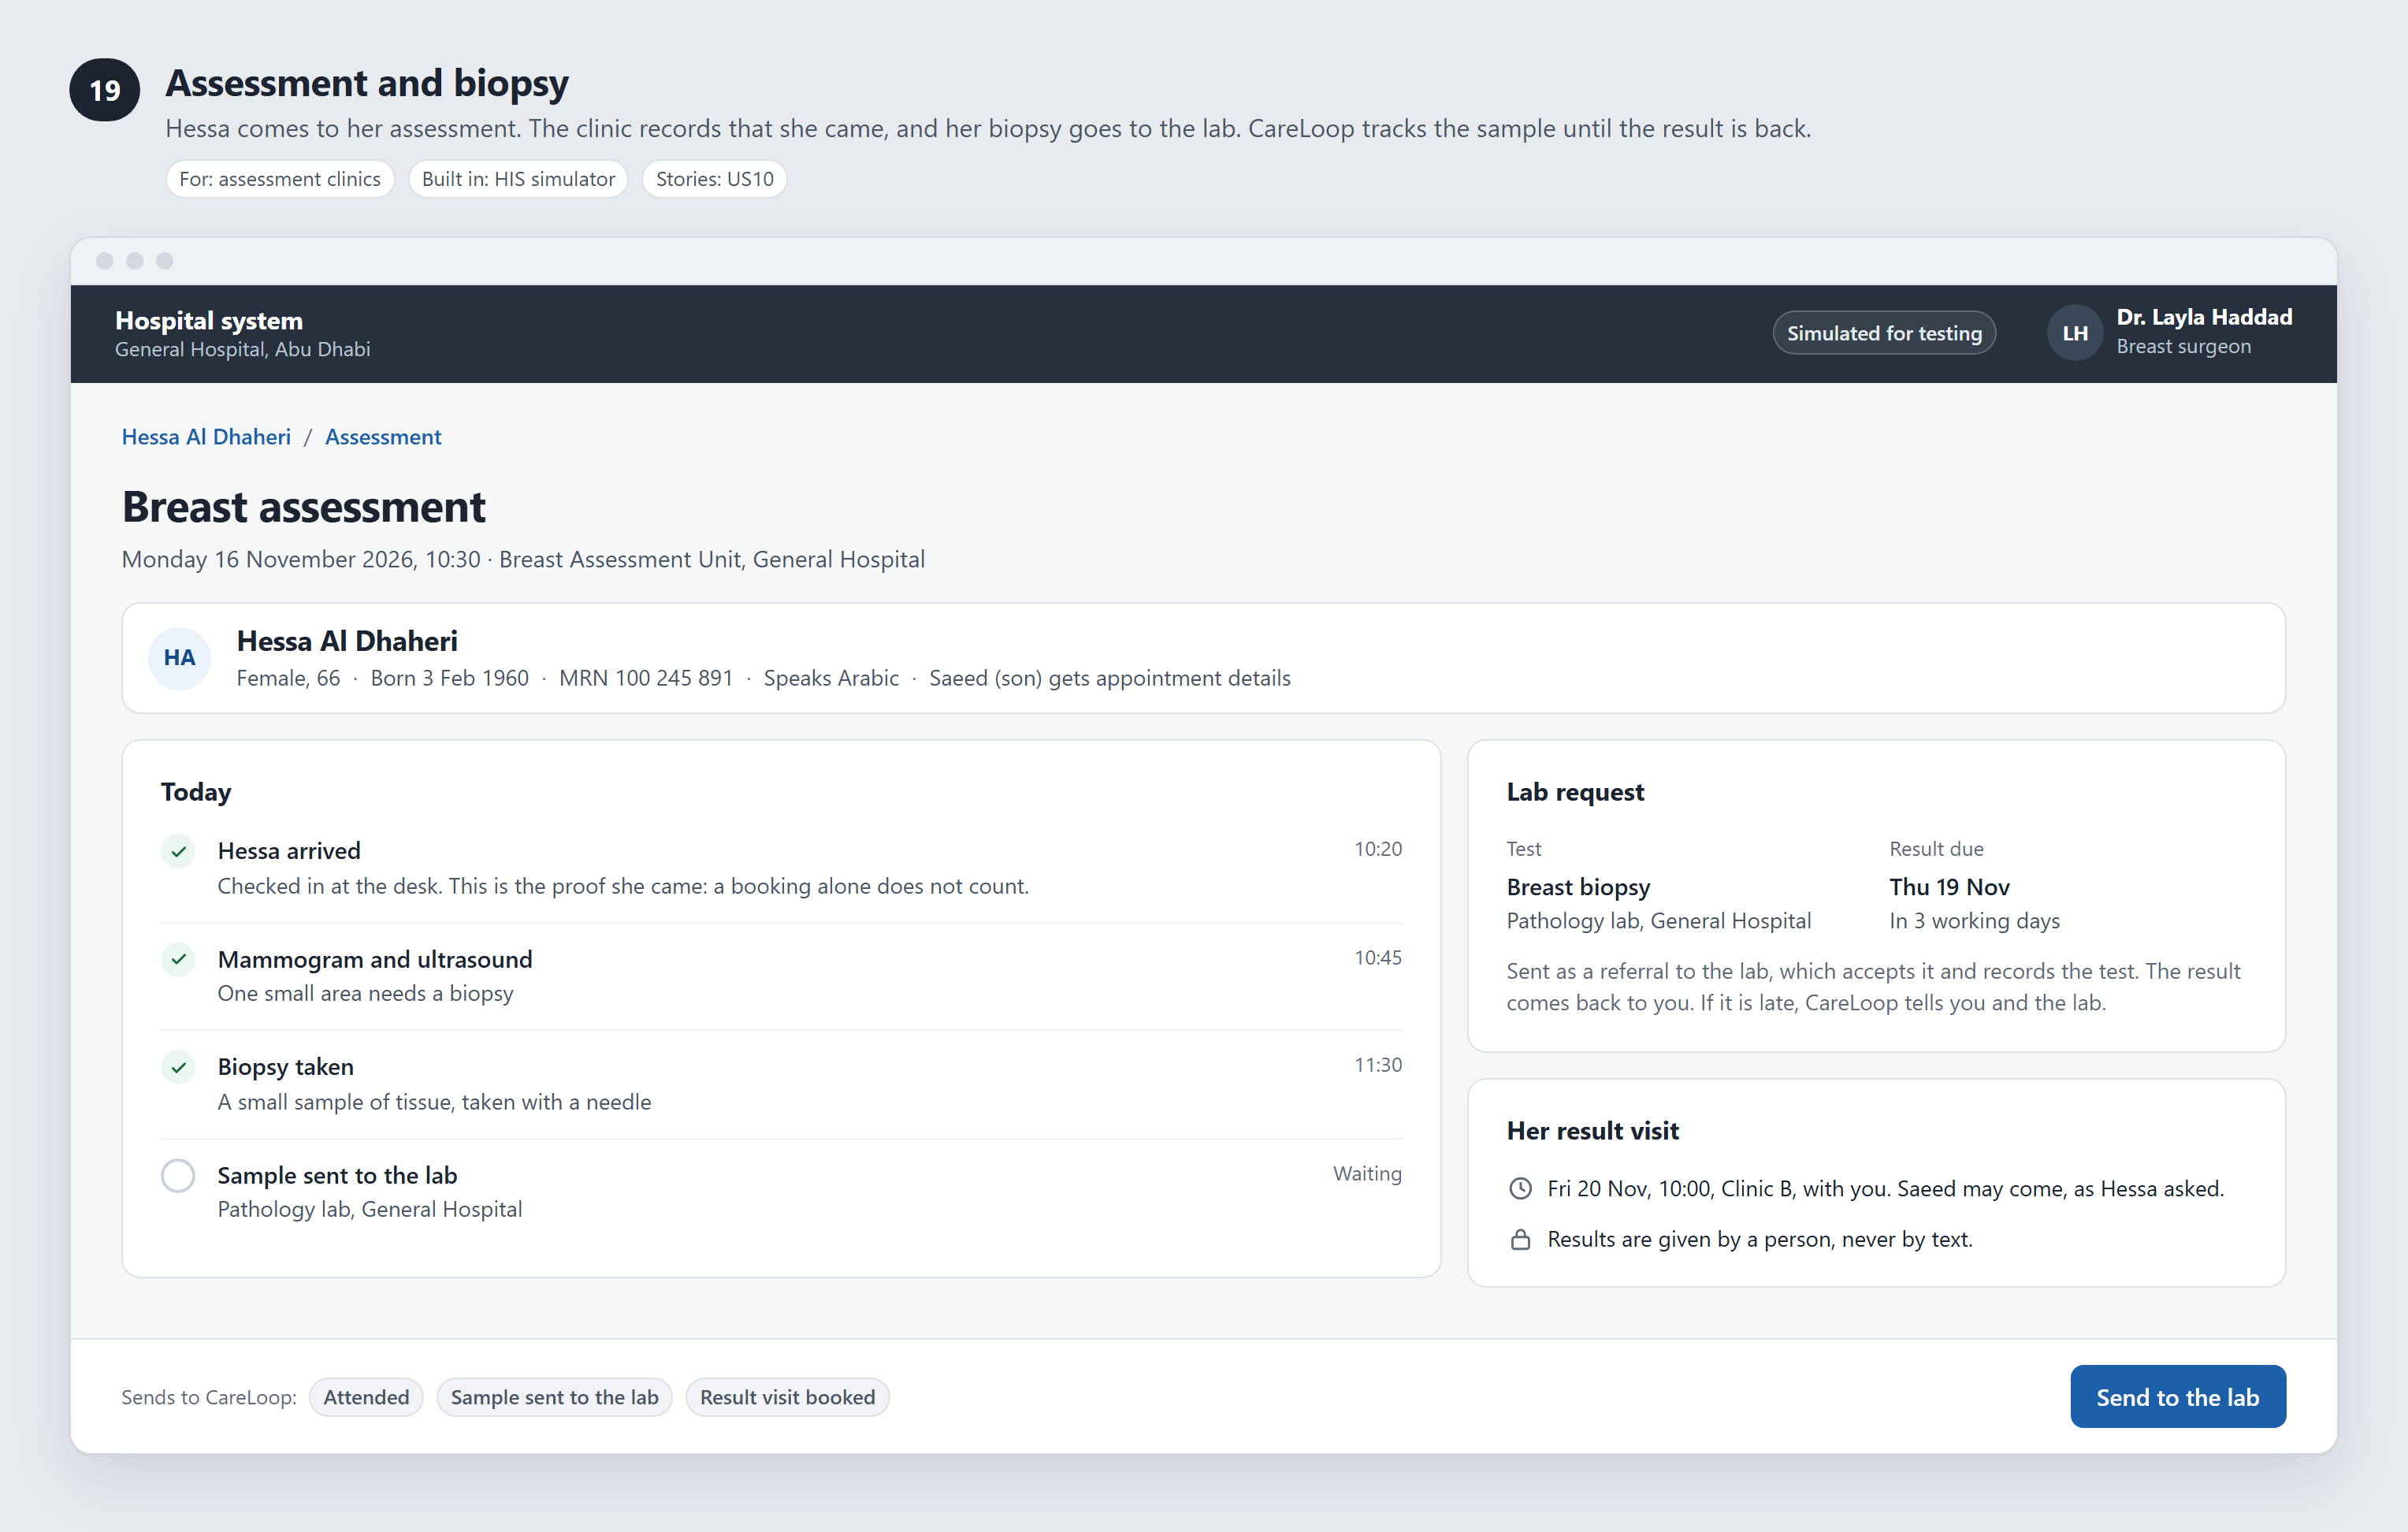 19
Assessment and biopsy
Hessa comes to her assessment. The clinic records that she came, and her biopsy goes to the lab. CareLoop tracks the sample until the result is back.
For: assessment clinics
Built in: HIS simulator
Stories: US10
Hospital system
General Hospital, Abu Dhabi
Simulated for testing
LH
Dr. Layla Haddad
Breast surgeon
Hessa Al Dhaheri / Assessment
Breast assessment
Monday 16 November 2026, 10:30 · Breast Assessment Unit, General Hospital
HA
Hessa Al Dhaheri
Female, 66 · Born 3 Feb 1960 · MRN 100 245 891 · Speaks Arabic · Saeed (son) gets appointment details
Today
Hessa arrived
10:20
Checked in at the desk. This is the proof she came: a booking alone does not count.
Mammogram and ultrasound
10:45
One small area needs a biopsy
Biopsy taken
11:30
A small sample of tissue, taken with a needle
Sample sent to the lab
Waiting
Pathology lab, General Hospital
Lab request
Test
Breast biopsy
Pathology lab, General Hospital
Result due
Thu 19 Nov
In 3 working days
Sent as a referral to the lab, which accepts it and records the test. The result
comes back to you. If it is late, CareLoop tells you and the lab.
Her result visit
Fri 20 Nov, 10:00, Clinic B, with you. Saeed may come, as Hessa asked.
Results are given by a person, never by text.
Sends to CareLoop:
Attended
Sample sent to the lab
Result visit booked
Send to the lab